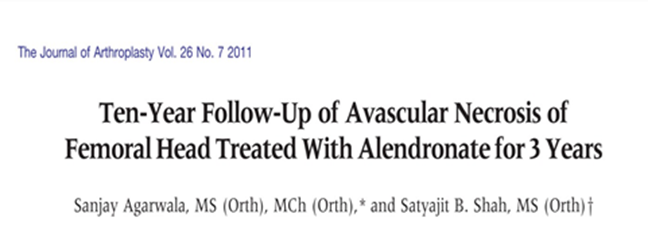 The Journal of Arthroplasty Vol. 26 No. 7 2011
Ten-Year Follow-Up of Avascular Necrosis of
Femoral Head Treated With Alendronate for 3 Years
Sanjay Agarwala, MS (Orth), MCh (Orth),* and Satyajit B. Shah, MS (Orth)†